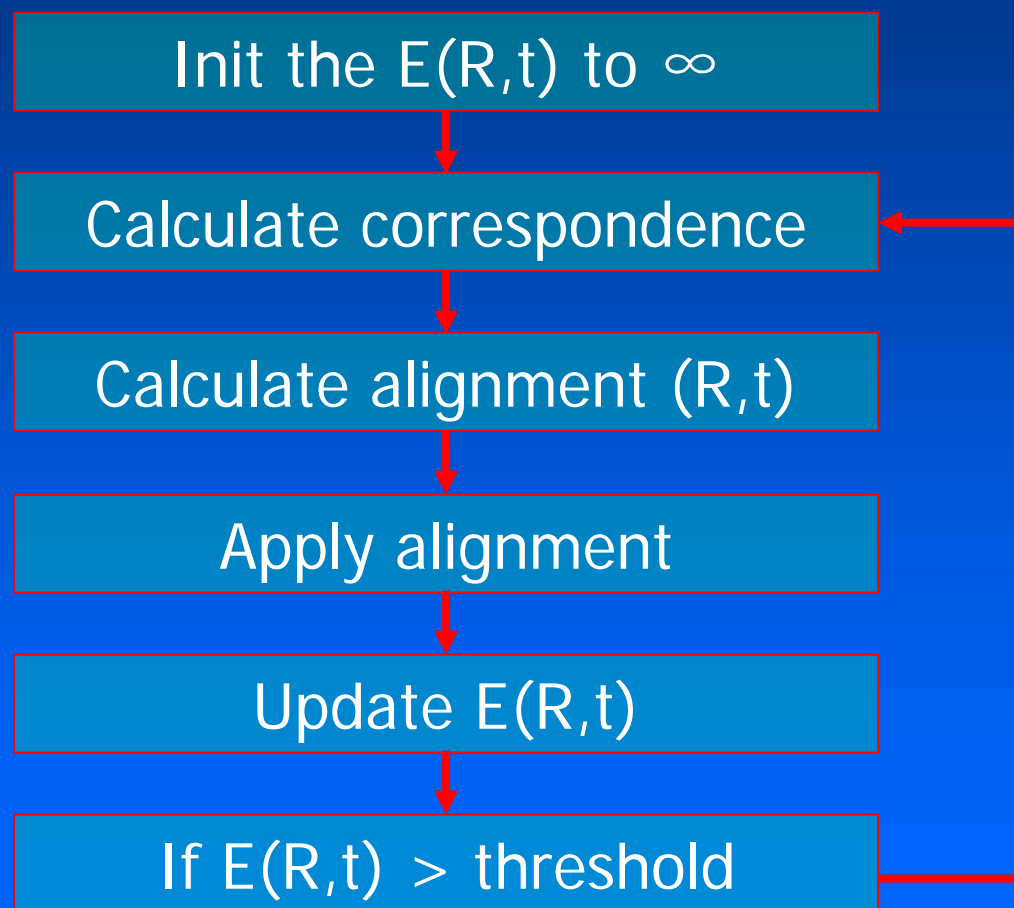 Init the E(R,t) to ∞
Calculate correspondence
Calculate alignment (R,t)
Apply alignment
Update E(R,t)
If E(R,t) > threshold